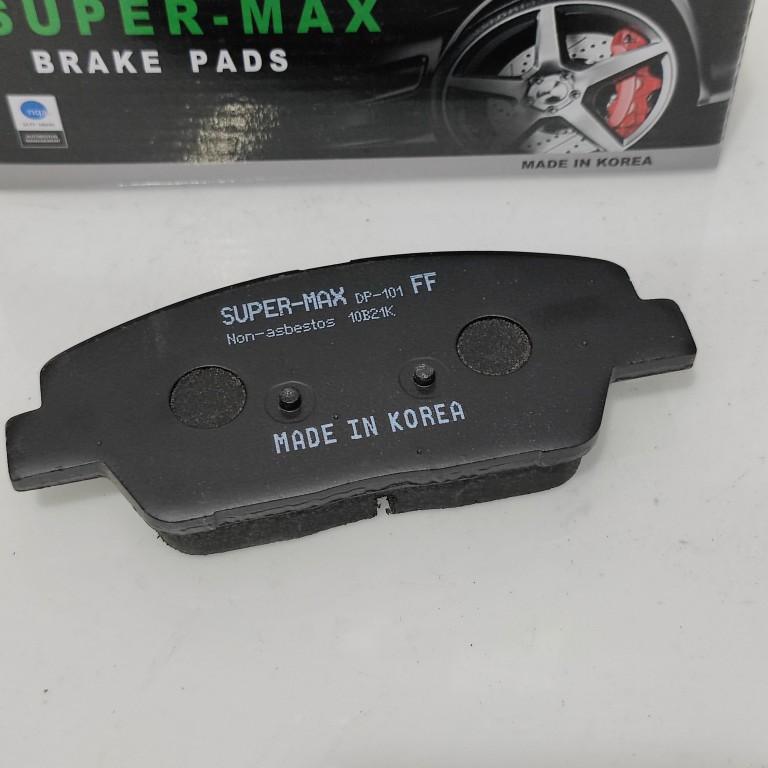 SUPER-MAX
BRAKE PADS
MADE IN KOREA
SUPER-MAX DP-101 FF
Non-asbestos 10B21K
MADE IN KOREA